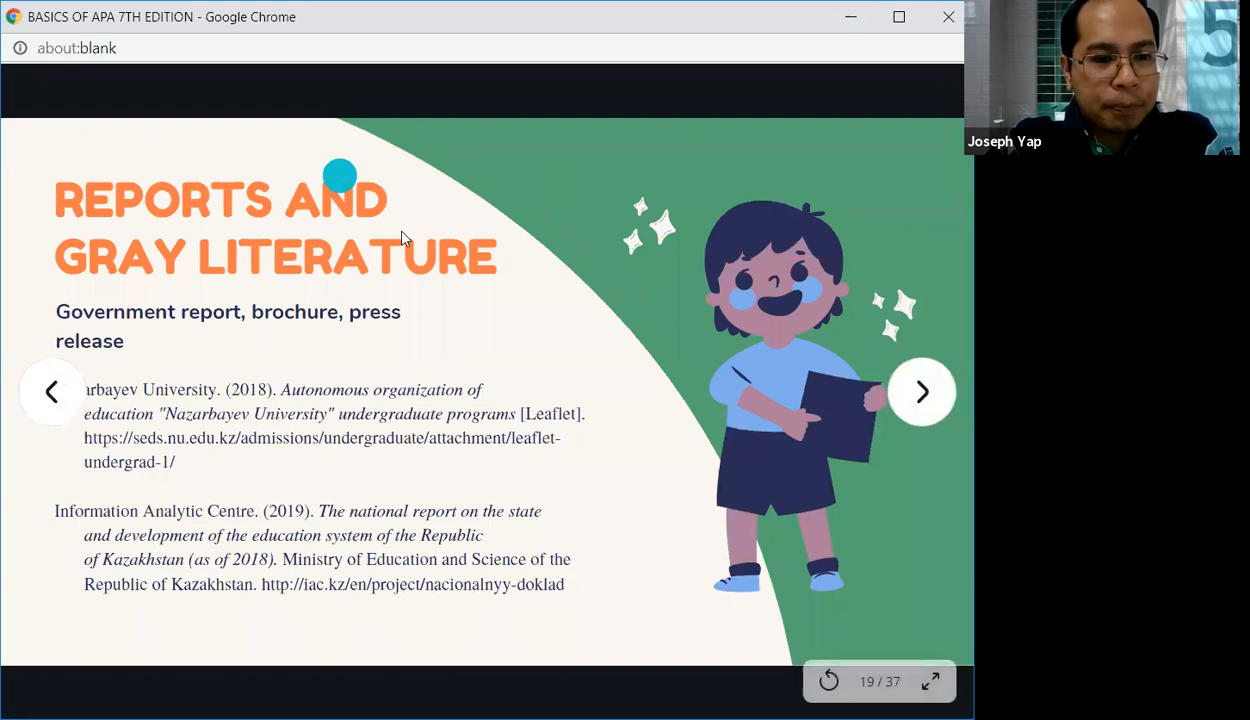 BASICS OF APA 7TH EDITION - Google Chrome
about:blank
5
Joseph Yap
REPORTS AND
GRAY LITERATURE
Government report, brochure, press
release
arbayev University. (2018). Autonomous organization of
education "Nazarbayev University" undergraduate programs [Leaflet].
https://seds.nu.edu.kz/admissions/undergraduate/attachment/leaflet-
undergrad-1/
Information Analytic Centre. (2019). The national report on the state
and development of the education system of the Republic
of Kazakhstan (as of 2018). Ministry of Education and Science of the
Republic of Kazakhstan. http://iac.kz/en/project/nacionalnyy-doklad
19 / 37